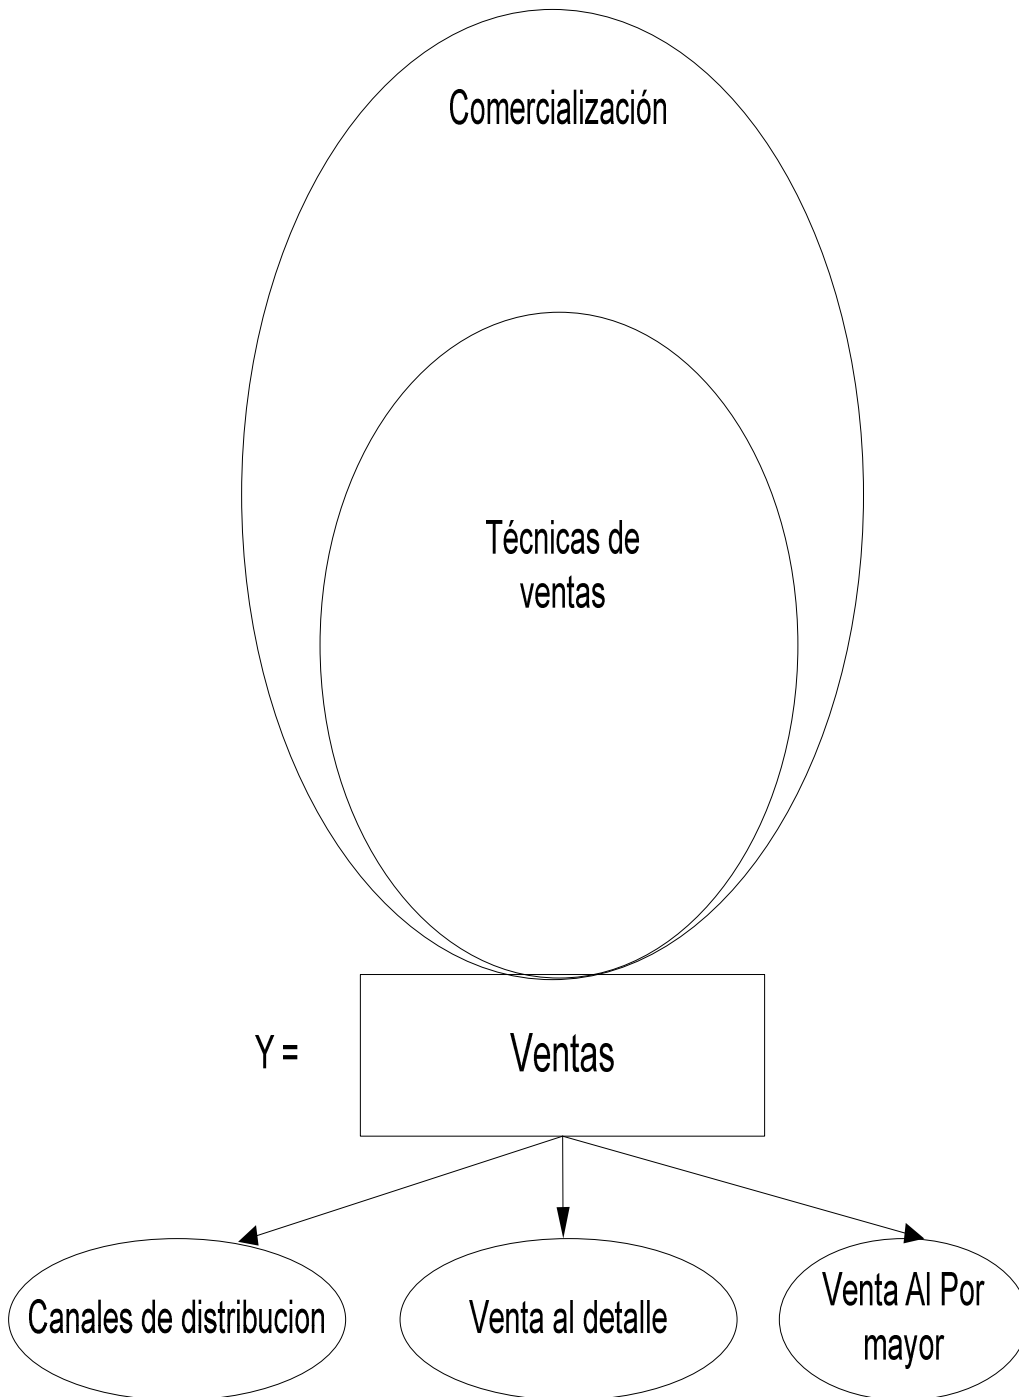 Comercialización
Técnicas de
ventas
Y =
Ventas
Canales de distribucion
Venta al detalle
Venta Al Por
mayor